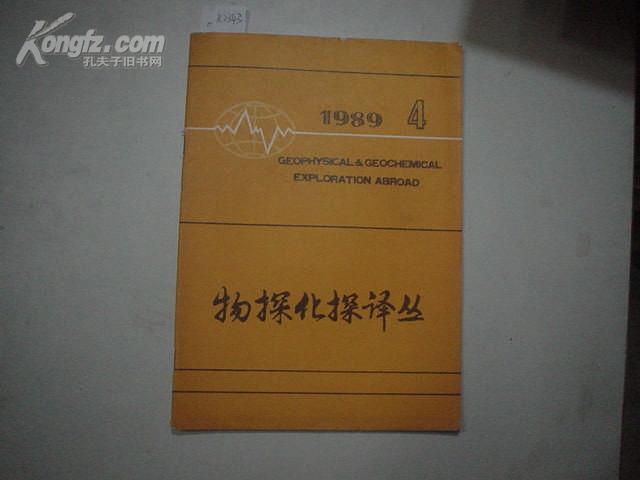 Kongfz.com
孔夫子旧书网
K2343
1989 4
GEOPHYSICAL & GEOCHEMICAL
EXPLORATION ABROAD
物探化探译丛